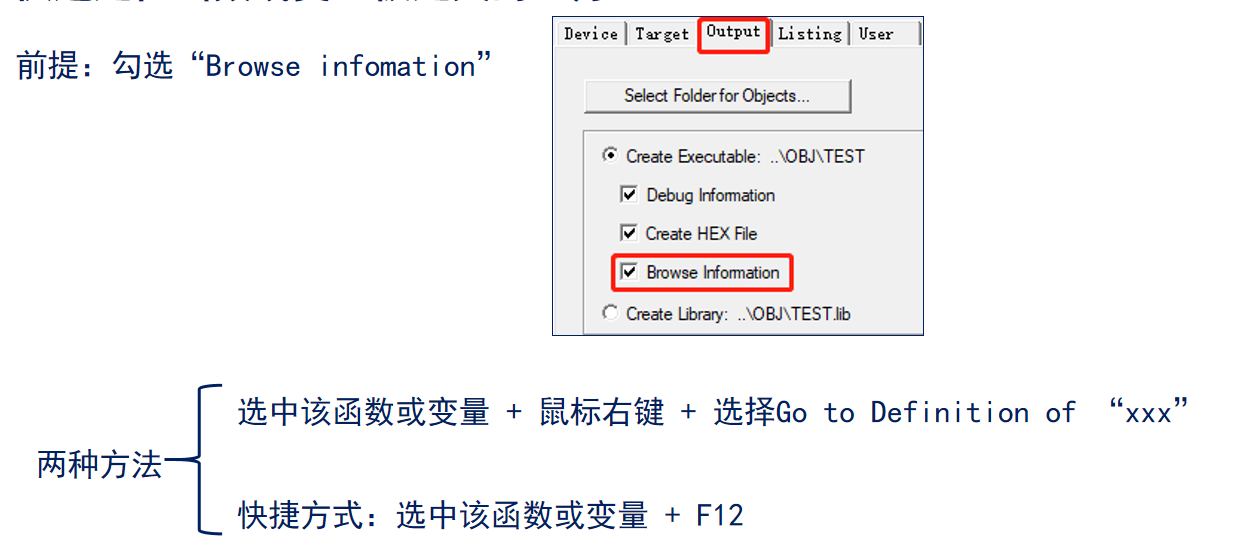 前提：勾选“Browse infomation”
Device Target Output Listing User
Select Folder for Objects...
Create Executable: ..\OBJ\TEST
Debug Information
Create HEX File
Browse Information
Create Library: ..\OBJ\TEST.lib
两种方法
选中该函数或变量 + 鼠标右键 + 选择Go to Definition of “xxx”
快捷方式：选中该函数或变量 + F12